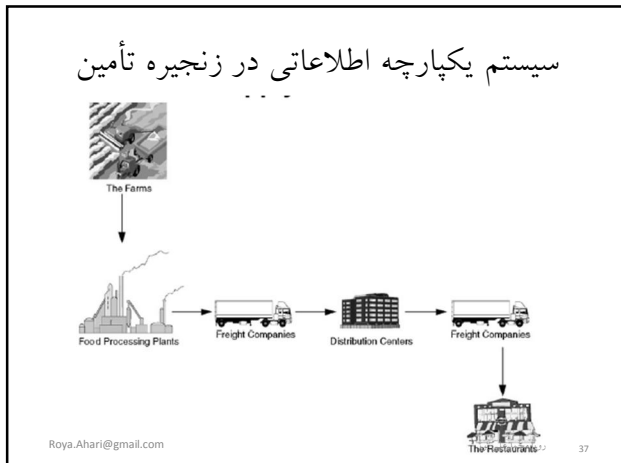 سیستم یکپارچه اطلاعاتی در زنجیره تأمین
The Farms
Food Processing Plants
Freight Companies
Distribution Centers
Freight Companies
The Restaurants
Roya.Ahari@gmail.com
37